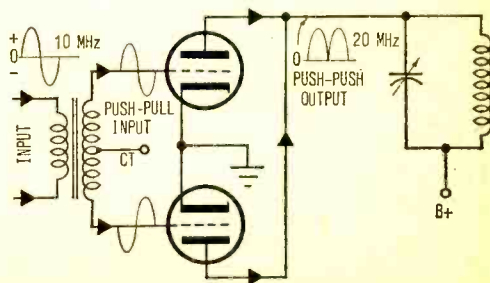 +
0
-
10 MHz
INPUT
PUSH-PULL
INPUT
CT
0
20 MHz
PUSH-PUSH
OUTPUT
B+